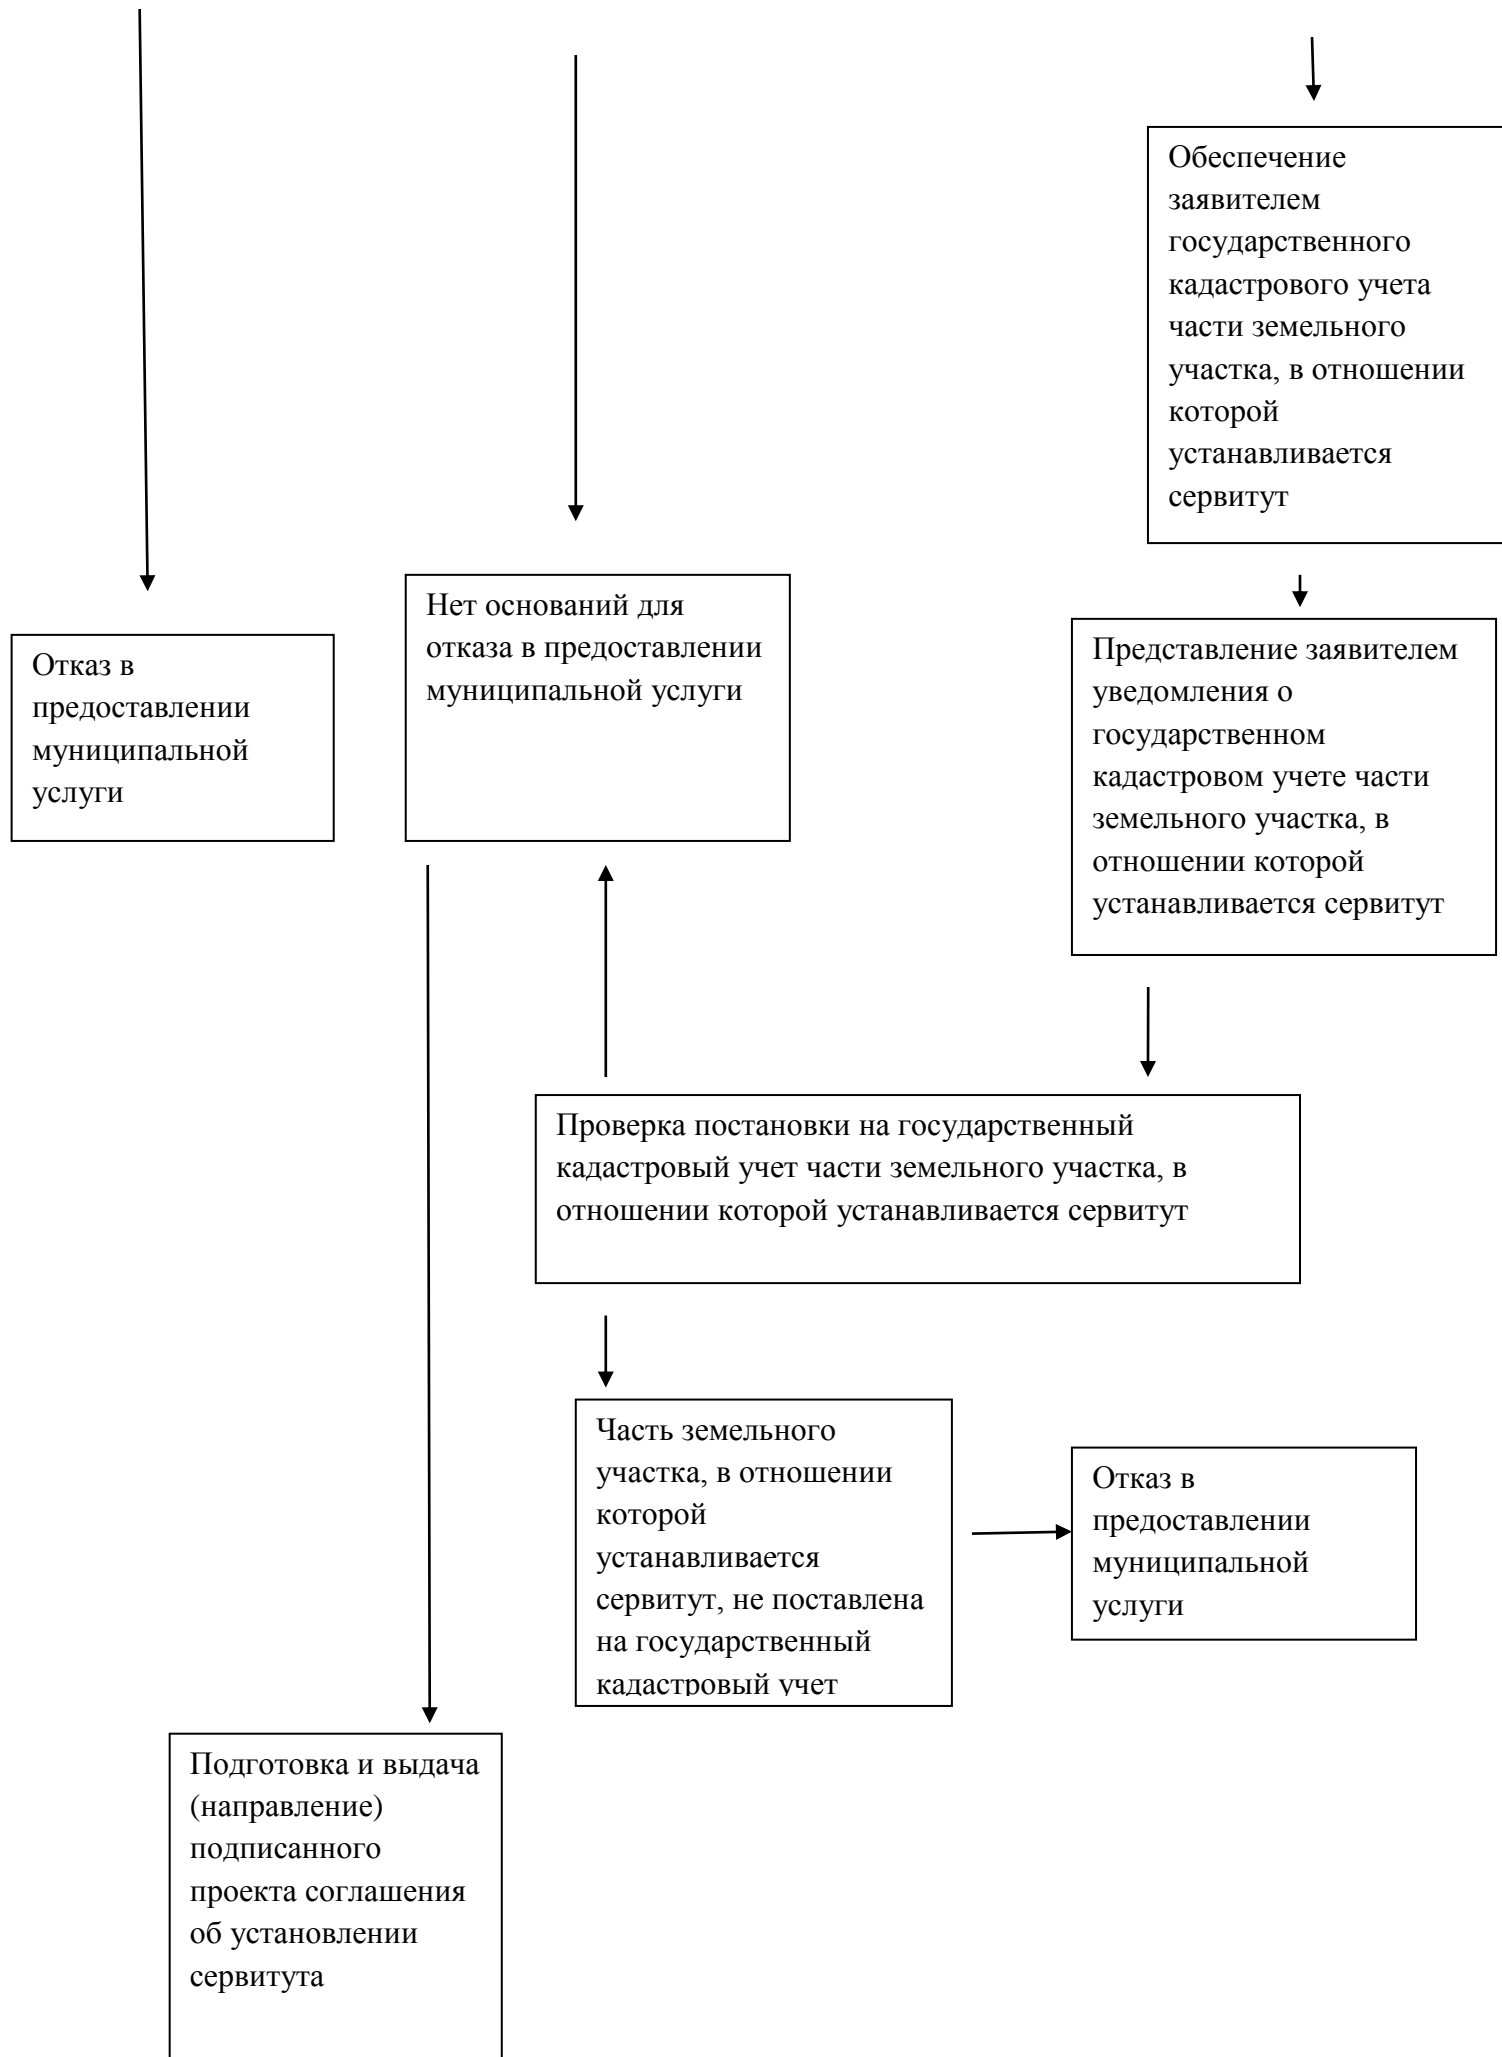 Обеспечение
заявителем
государственного
кадастрового учета
части земельного
участка, в отношении
которой
устанавливается
сервитут
Нет оснований для
отказа в предоставлении
муниципальной услуги
Отказ в
предоставлении
муниципальной
услуги
Представление заявителем
уведомления о
государственном
кадастровом учете части
земельного участка, в
отношении которой
устанавливается сервитут
Проверка постановки на государственный
кадастровый учет части земельного участка, в
отношении которой устанавливается сервитут
Часть земельного
участка, в отношении
которой
устанавливается
сервитут, не поставлена
на государственный
кадастровый учет
Отказ в
предоставлении
муниципальной
услуги
Подготовка и выдача
(направление)
подписанного
проекта соглашения
об установлении
сервитута